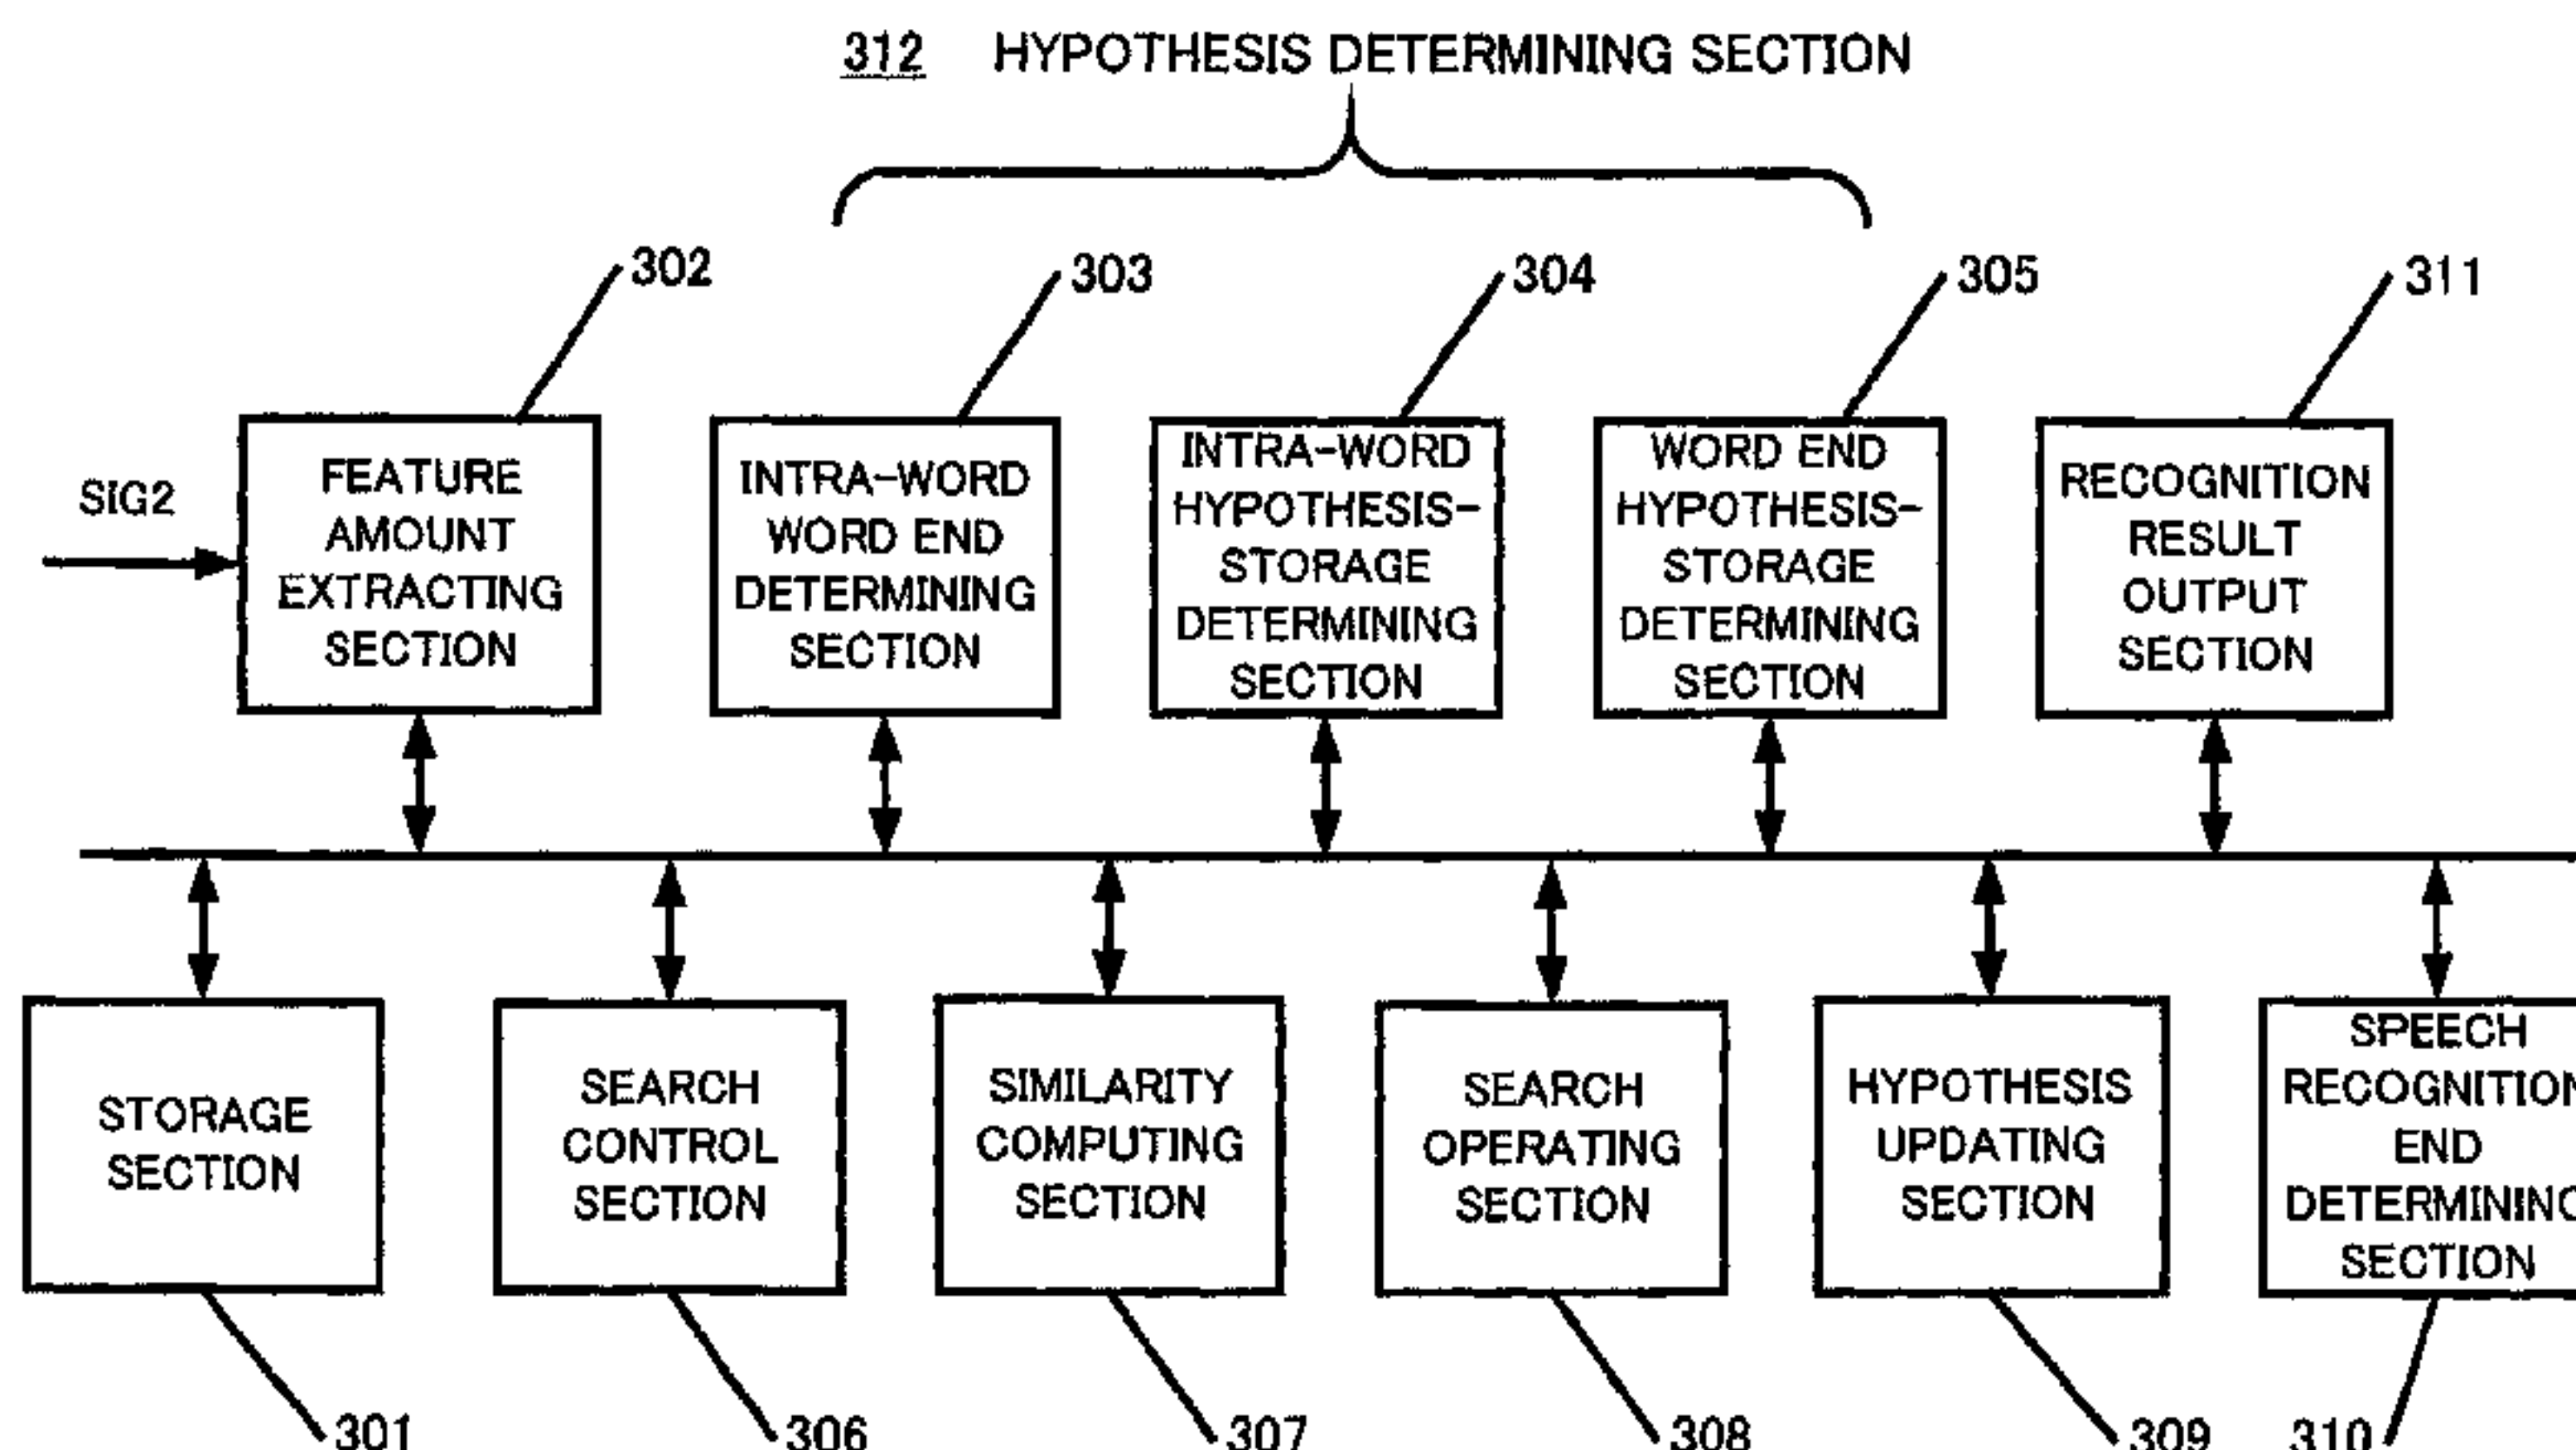 312 HYPOTHESIS DETERMINING SECTION
302
303
304
305
311
SIG2
FEATURE
AMOUNT
EXTRACTING
SECTION
INTRA-WORD
WORD END
DETERMINING
SECTION
INTRA-WORD
HYPOTHESIS-
STORAGE
DETERMINING
SECTION
WORD END
HYPOTHESIS-
STORAGE
DETERMINING
SECTION
RECOGNITION
RESULT
OUTPUT
SECTION
STORAGE
SECTION
SEARCH
CONTROL
SECTION
SIMILARITY
COMPUTING
SECTION
SEARCH
OPERATING
SECTION
HYPOTHESIS
UPDATING
SECTION
SPEECH
RECOGNITION
END
DETERMINING
SECTION
301
306
307
308
309
310